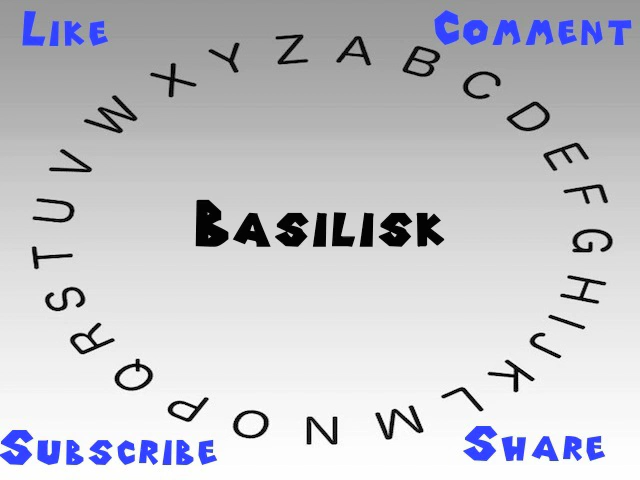 Like
Comment
A B C D E F G H I J K L M N O P Q R S T U V W X Y Z
Basilisk
Subscribe
Share